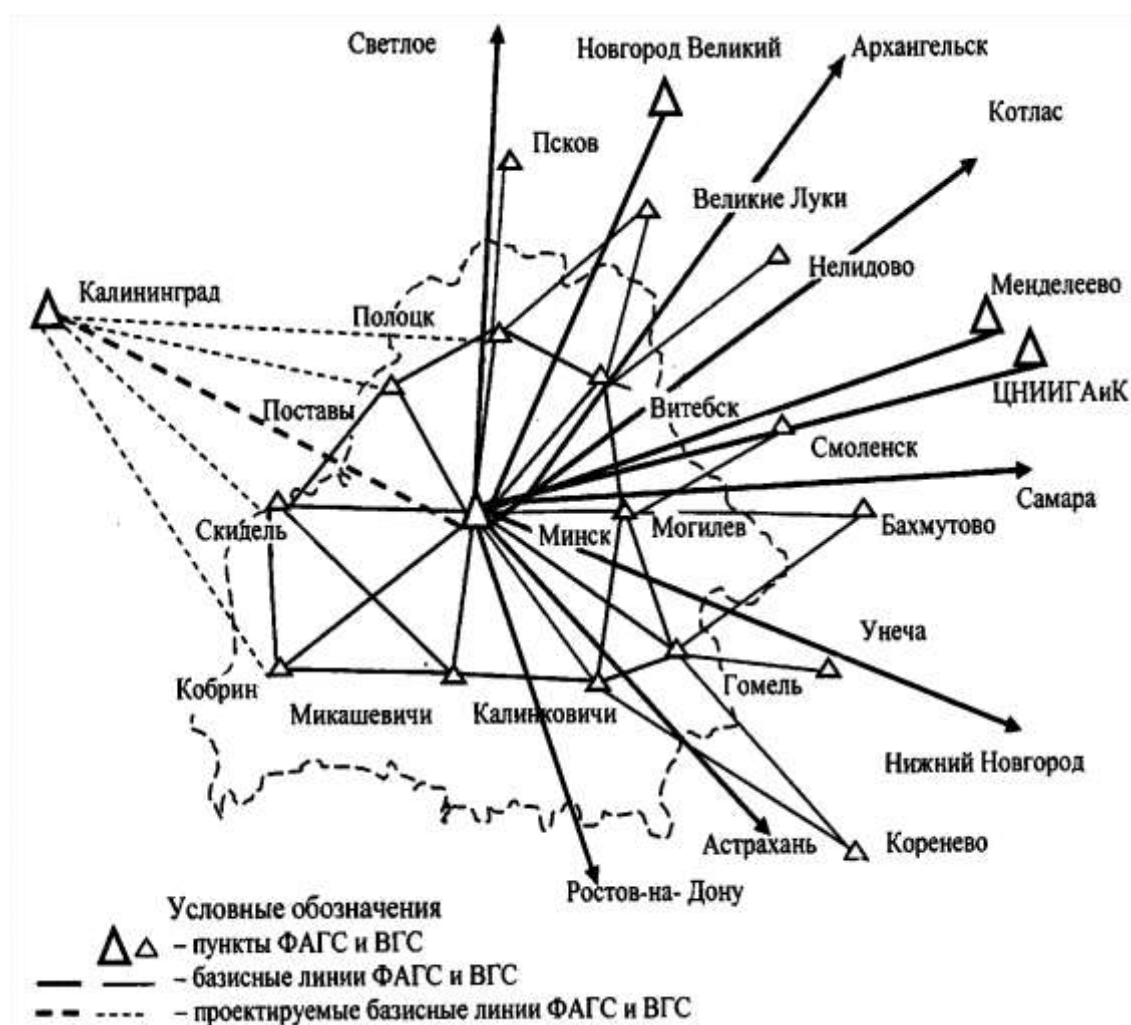 Светлое
Новгород Великий
Архангельск
Котлас
Псков
Великие Луки
Нелидово
Калининград
Менделеево
Полоцк
ЦНИИГАиК
Поставы
Витебск
Смоленск
Самара
Скидель
Минск
Могилев
Бахмутово
Унеча
Кобрин
Гомель
Микашевичи
Калинковичи
Нижний Новгород
Астрахань
Коренево
Ростов-на- Дону
Условные обозначения
– пункты ФАГС и ВГС
– базисные линии ФАГС и ВГС
– проектируемые базисные линии ФАГС и ВГС